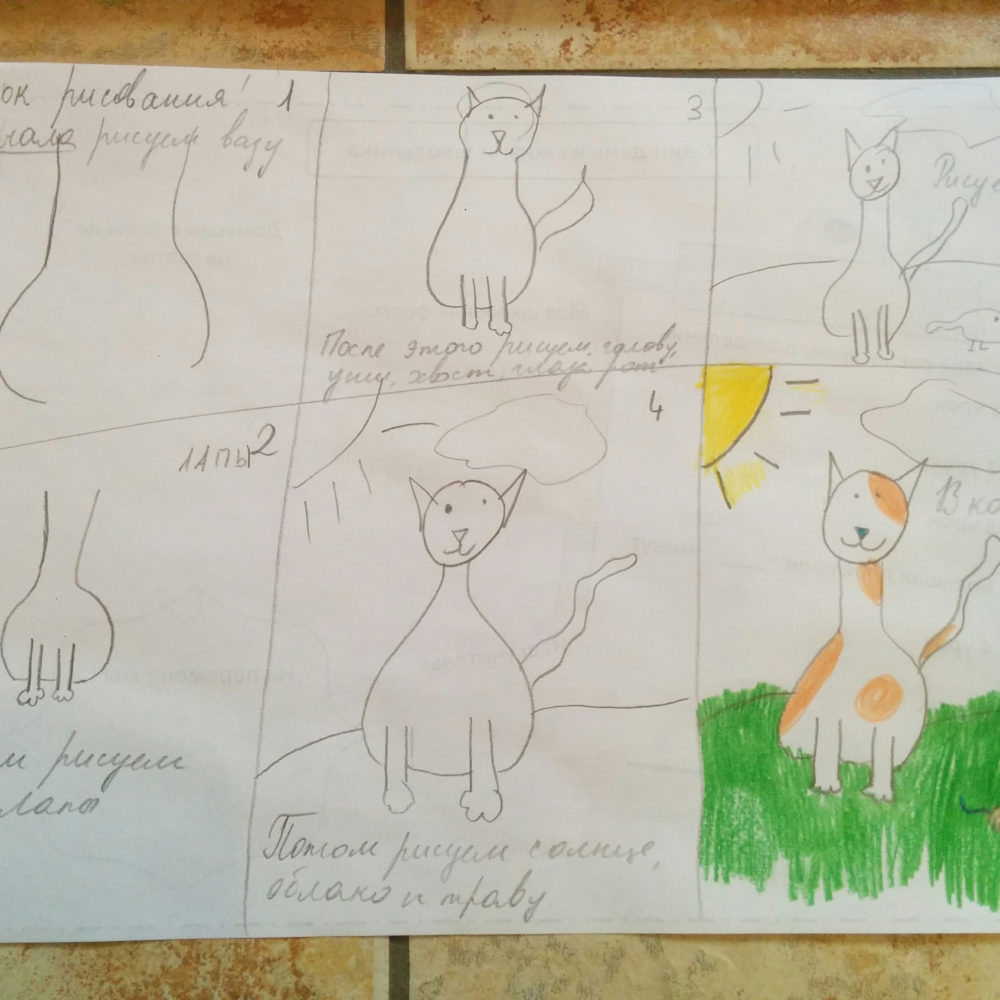 ок рисования! 1
чала рисуем вазу
3
После этого рисуем голову,
уши, хвост, глаза рот
Рисуе
ЛАПЫ 2
м рисуем
лапы
4
Потом рисуем солнце,
облако и траву
В ко